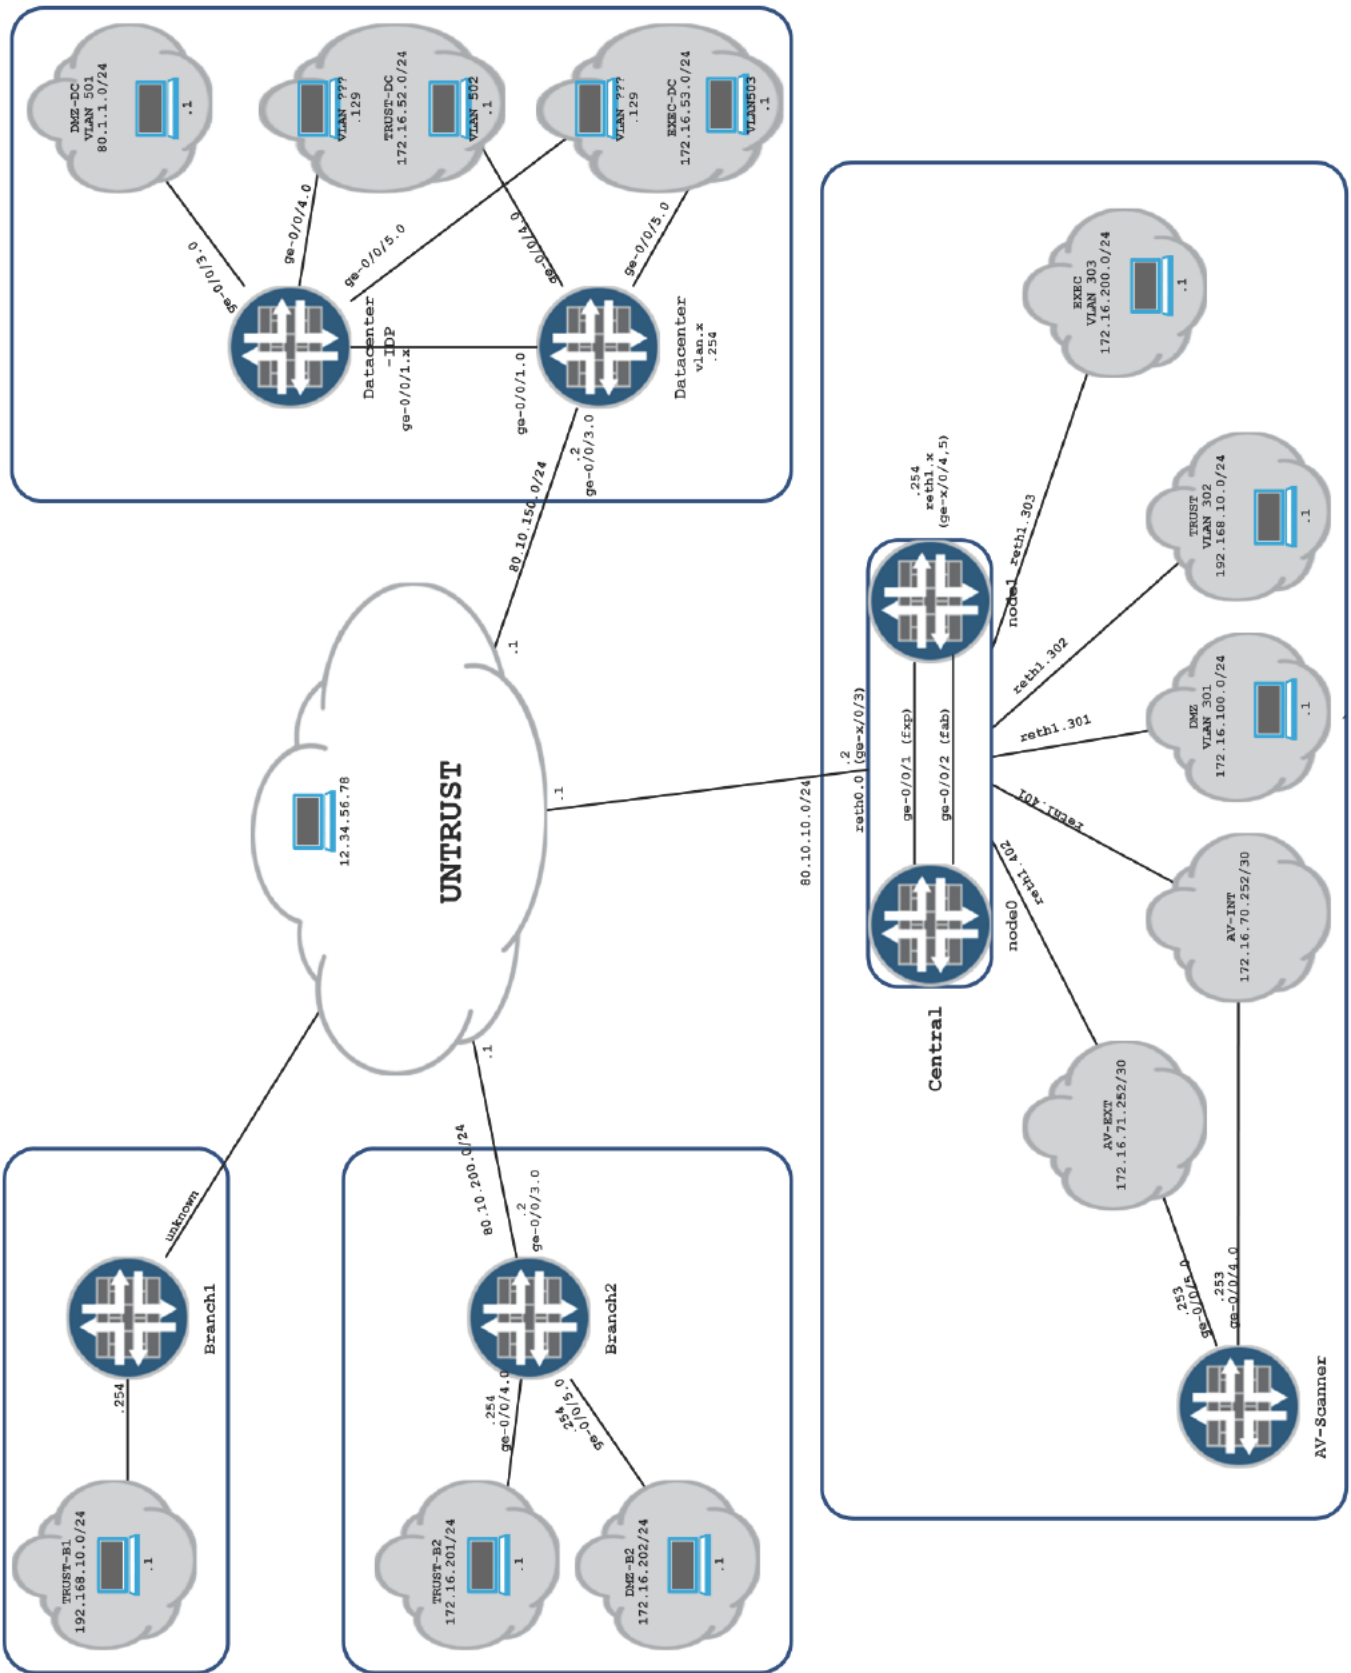 TRUST-B1
192.168.10.0/24
.1
.254
Branch1
unknown
TRUST-B2
172.16.201/24
.1
.254
ge-0/0/4.0
DMZ-B2
172.16.202/24
.1
.254
ge-0/0/5.0
Branch2
.2
ge-0/0/3.0
80.10.200.0/24
.1
12.34.56.78
UNTRUST
.1
80.10.150.0/24
.2
ge-0/0/3.0
DMZ-DC
VLAN 501
80.1.1.0/24
.1
ge-0/0/3.0
VLAN ???
.129
TRUST-DC
172.16.52.0/24
VLAN 502
.1
ge-0/0/4.0
ge-0/0/5.0
ge-0/0/4.0
VLAN ???
.129
EXEC-DC
172.16.53.0/24
VLAN503
.1
ge-0/0/5.0
Datacenter
-IDP
ge-0/0/1.x
ge-0/0/1.0
Datacenter
vlan.x
.254
.1
80.10.10.0/24
.2
reth0.0 (ge-x/0/3)
ge-0/0/1 (fxp)
ge-0/0/2 (fab)
Central
node0
node1
.254
reth1.x
(ge-x/0/4,5)
reth1.402
reth1.401
reth1.301
reth1.302
reth1.303
AV-EXT
172.16.71.252/30
AV-INT
172.16.70.252/30
DMZ
VLAN 301
172.16.100.0/24
.1
TRUST
VLAN 302
192.168.10.0/24
.1
EXEC
VLAN 303
172.16.200.0/24
.1
.253
ge-0/0/5.0
.253
ge-0/0/4.0
AV-Scanner